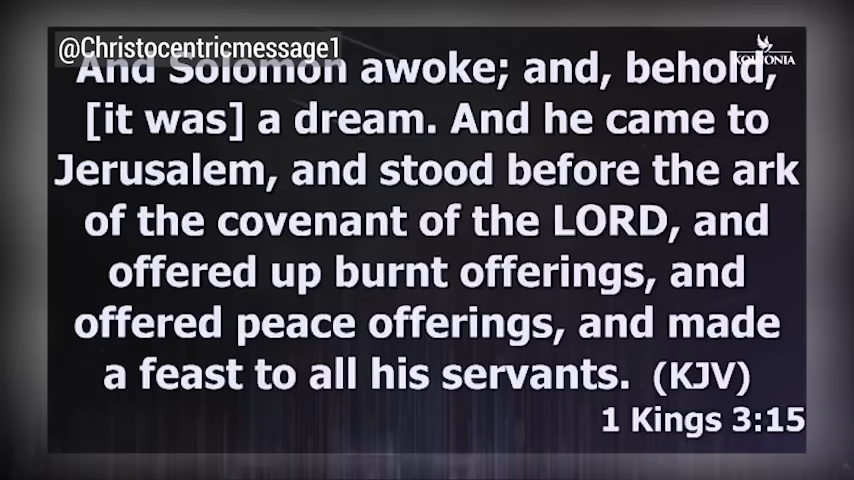 @Christocentricmessage1
And Solomon awoke; and, behold,
[it was] a dream. And he came to
Jerusalem, and stood before the ark
of the covenant of the LORD, and
offered up burnt offerings, and
offered peace offerings, and made
a feast to all his servants. (KJV)
1 Kings 3:15